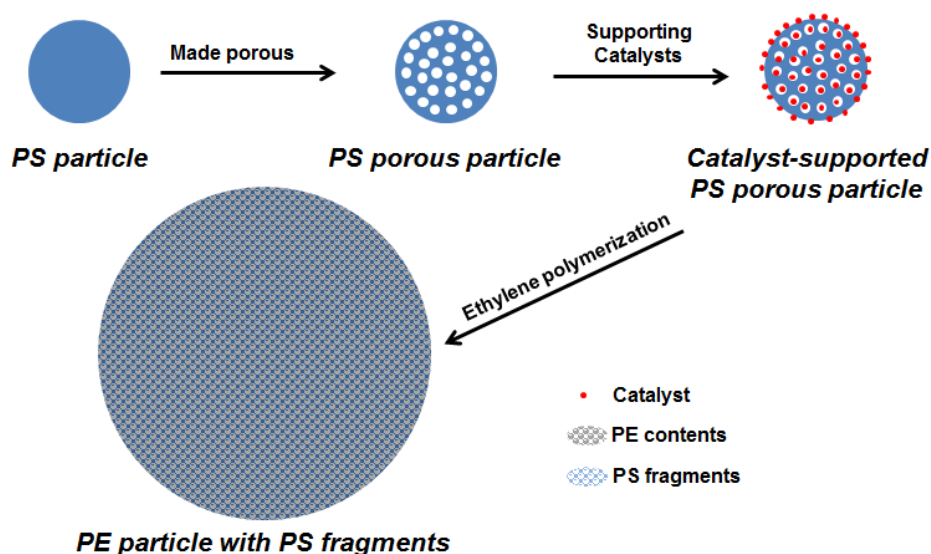 Made porous
Supporting
Catalysts
PS particle
PS porous particle
Catalyst-supported
PS porous particle
Ethylene polymerization
Catalyst
PE contents
PS fragments
PE particle with PS fragments